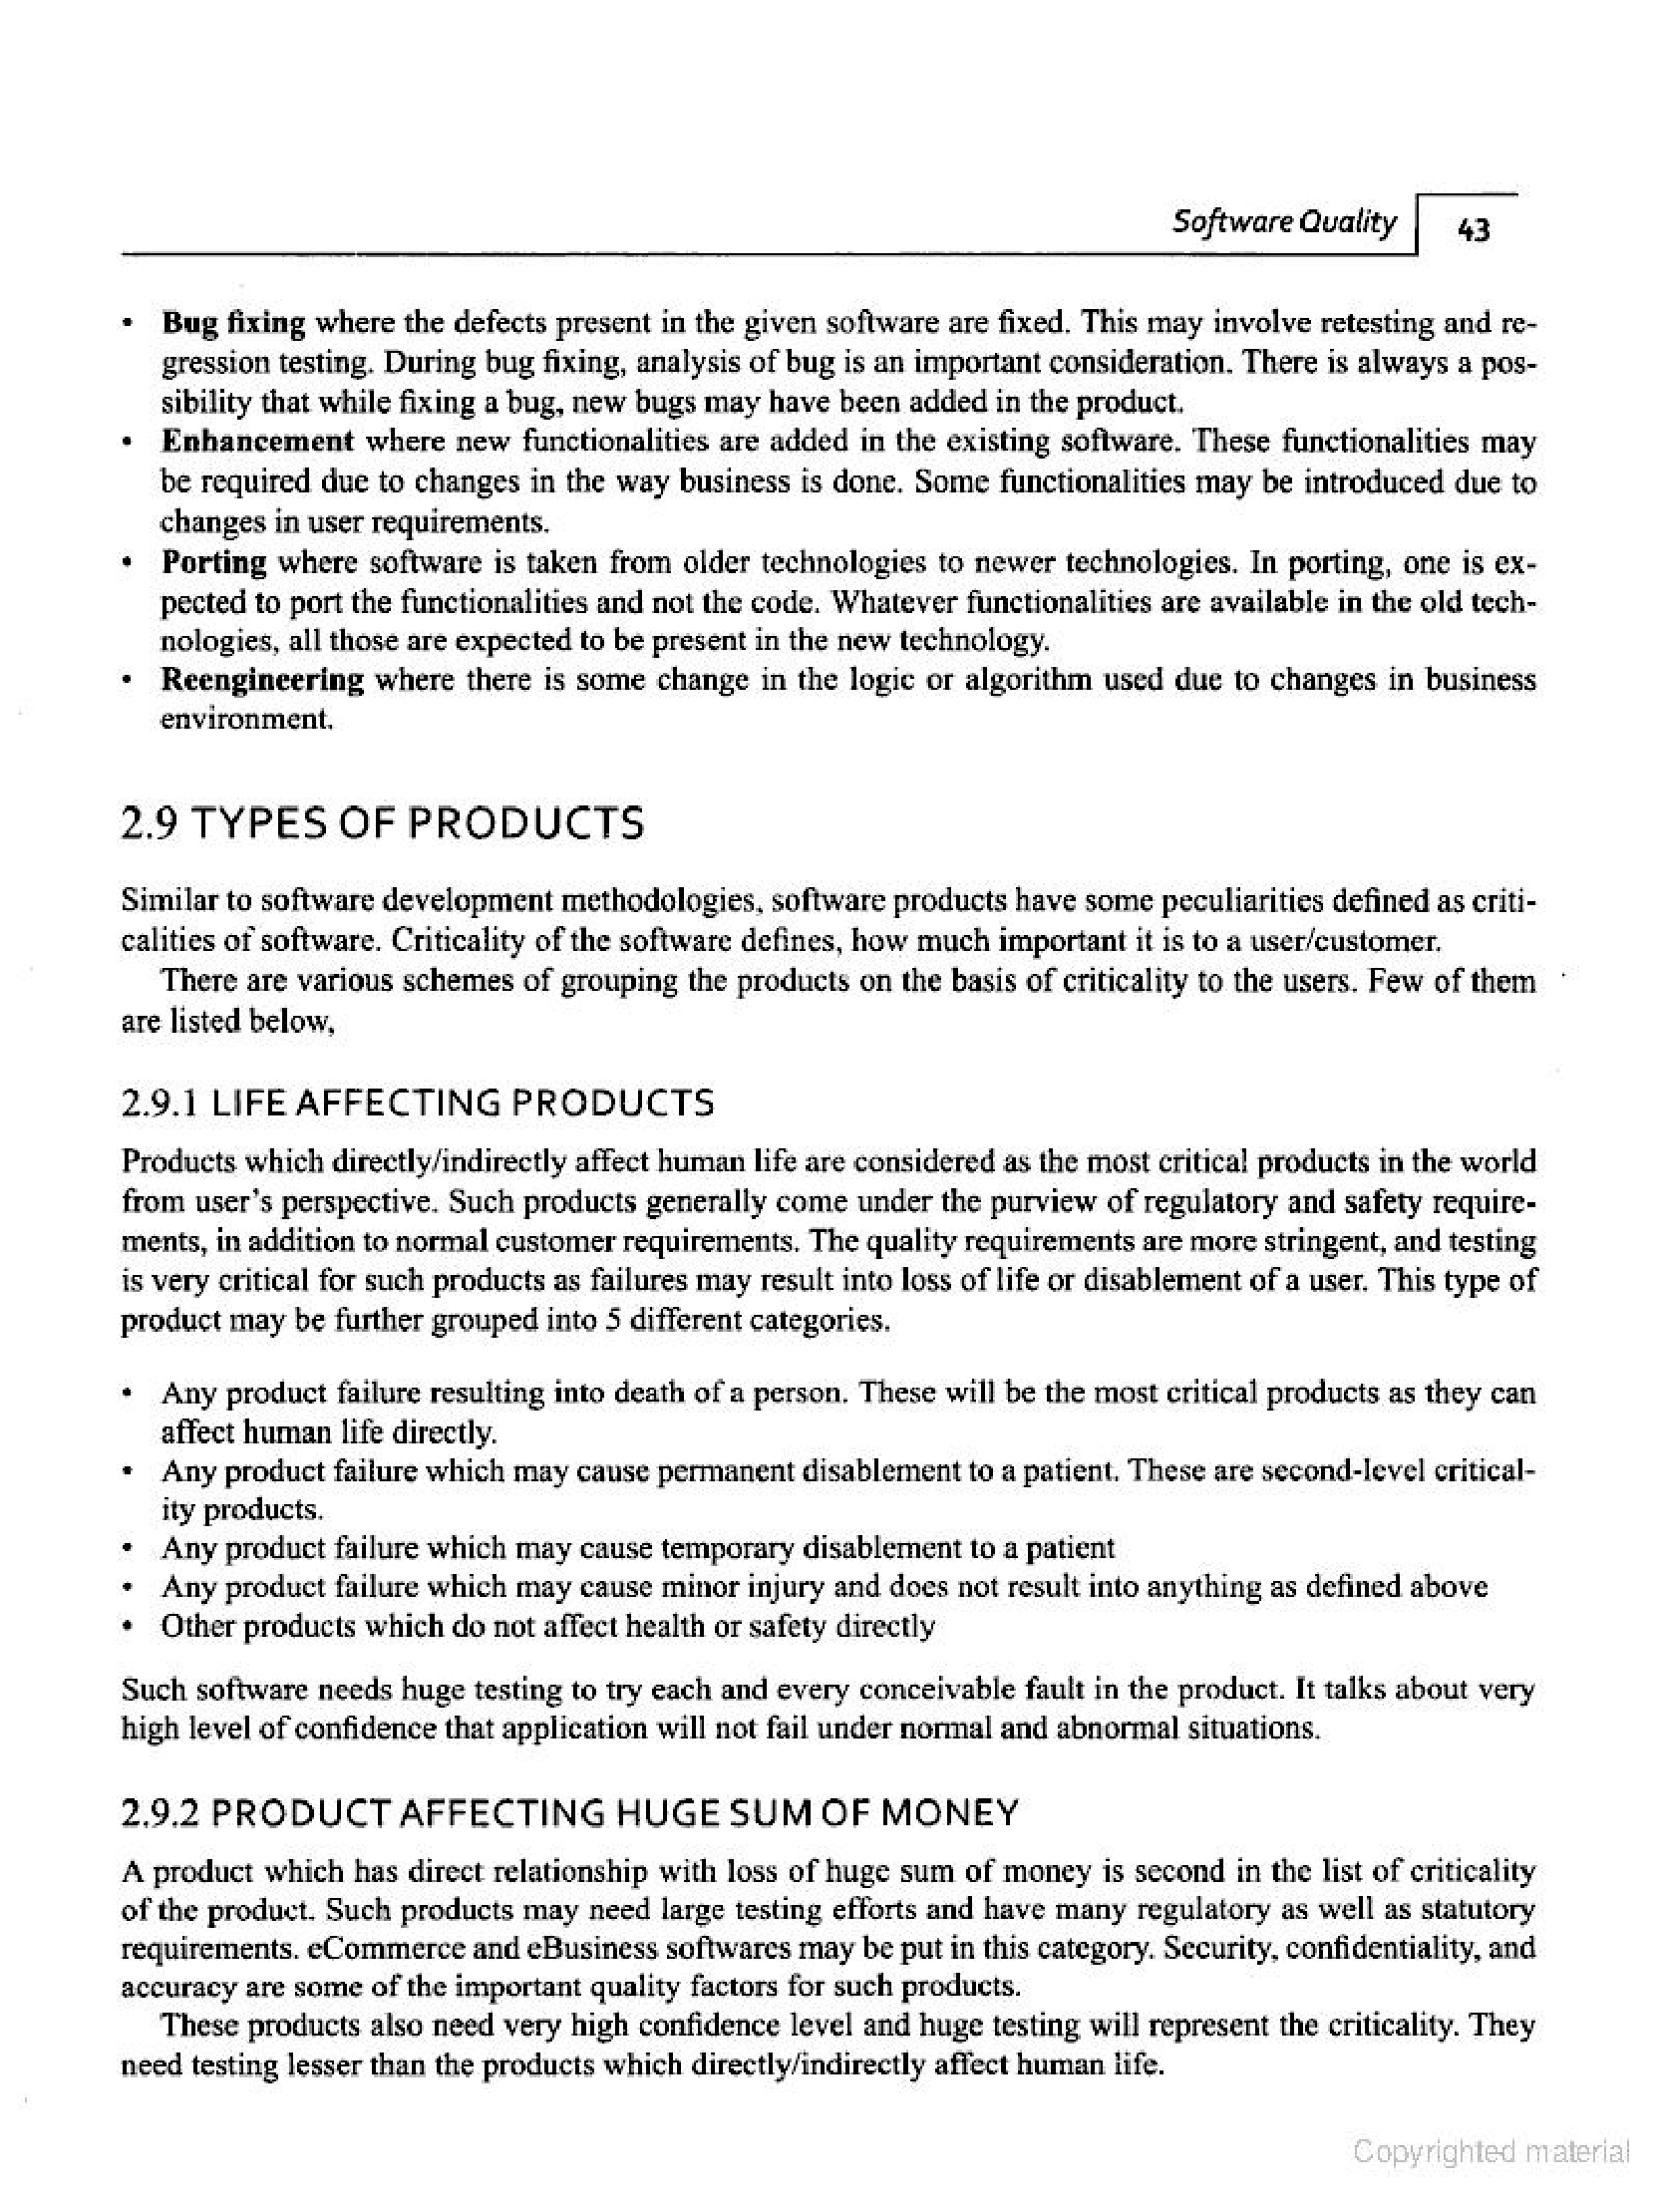 Software Quality 43
• Bug fixing where the defects present in the given software are fixed. This may involve retesting and re-
gression testing. During bug fixing, analysis of bug is an important consideration. There is always a pos-
sibility that while fixing a bug, new bugs may have been added in the product.
• Enhancement where new functionalities are added in the existing software. These functionalities may
be required due to changes in the way business is done. Some functionalities may be introduced due to
changes in user requirements.
• Porting where software is taken from older technologies to newer technologies. In porting, one is ex-
pected to port the functionalities and not the code. Whatever functionalities are available in the old tech-
nologies, all those are expected to be present in the new technology.
• Reengineering where there is some change in the logic or algorithm used due to changes in business
environment.
2.9 TYPES OF PRODUCTS
Similar to software development methodologies, software products have some peculiarities defined as criti-
calities of software. Criticality of the software defines, how much important it is to a user/customer.
There are various schemes of grouping the products on the basis of criticality to the users. Few of them
are listed below,
2.9.1 LIFE AFFECTING PRODUCTS
Products which directly/indirectly affect human life are considered as the most critical products in the world
from user's perspective. Such products generally come under the purview of regulatory and safety require-
ments, in addition to normal customer requirements. The quality requirements are more stringent, and testing
is very critical for such products as failures may result into loss of life or disablement of a user. This type of
product may be further grouped into 5 different categories.
• Any product failure resulting into death of a person. These will be the most critical products as they can
affect human life directly.
• Any product failure which may cause permanent disablement to a patient. These are second-level critical-
ity products.
• Any product failure which may cause temporary disablement to a patient
• Any product failure which may cause minor injury and does not result into anything as defined above
• Other products which do not affect health or safety directly
Such software needs huge testing to try each and every conceivable fault in the product. It talks about very
high level of confidence that application will not fail under normal and abnormal situations.
2.9.2 PRODUCT AFFECTING HUGE SUM OF MONEY
A product which has direct relationship with loss of huge sum of money is second in the list of criticality
of the product. Such products may need large testing efforts and have many regulatory as well as statutory
requirements. eCommerce and eBusiness softwares may be put in this category. Security, confidentiality, and
accuracy are some of the important quality factors for such products.
These products also need very high confidence level and huge testing will represent the criticality. They
need testing lesser than the products which directly/indirectly affect human life.
Copyrighted material